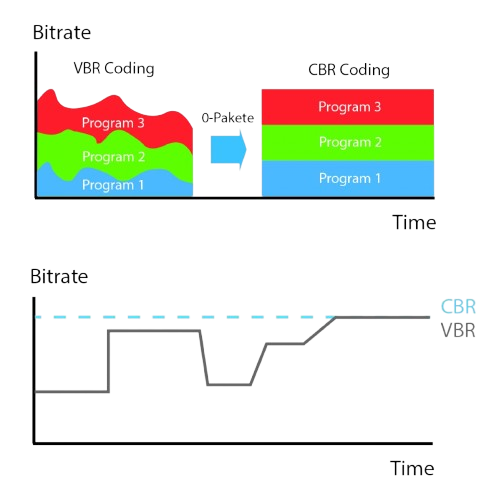 Bitrate
VBR Coding
CBR Coding
Program 3
Program 2
Program 1
0-Pakete
Program 3
Program 2
Program 1
Time
Bitrate
CBR
VBR
Time